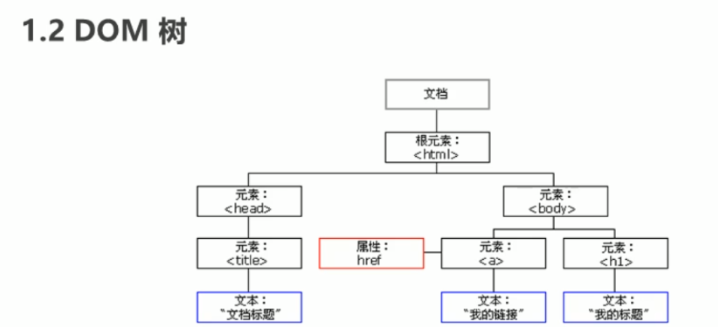 1.2 DOM 树
文档
根元素：
<html>
元素：
<head>
元素：
<body>
元素：
<title>
属性：
href
元素：
<a>
元素：
<h1>
文本：
“文档标题”
文本：
“我的链接”
文本：
“我的标题”